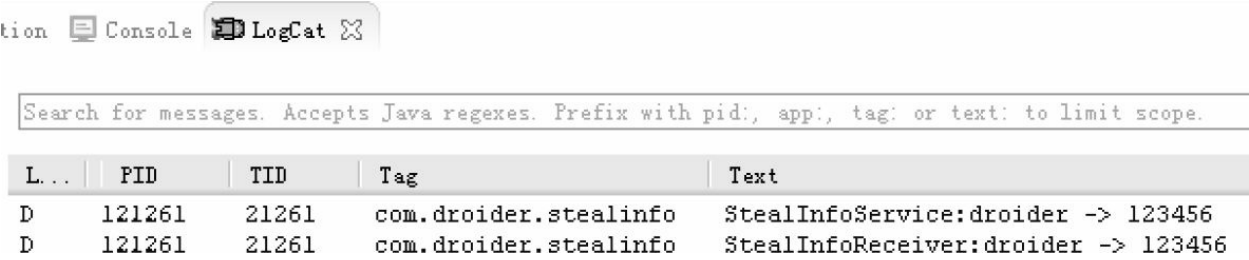 tion Console LogCat
Search for messages. Accepts Java regexes. Prefix with pid:, app:, tag: or text: to limit scope.
L... PID TID Tag Text
D 121261 21261 com.droider.stealinfo StealInfoService:droider -> 123456
D 121261 21261 com.droider.stealinfo StealInfoReceiver:droider -> 123456